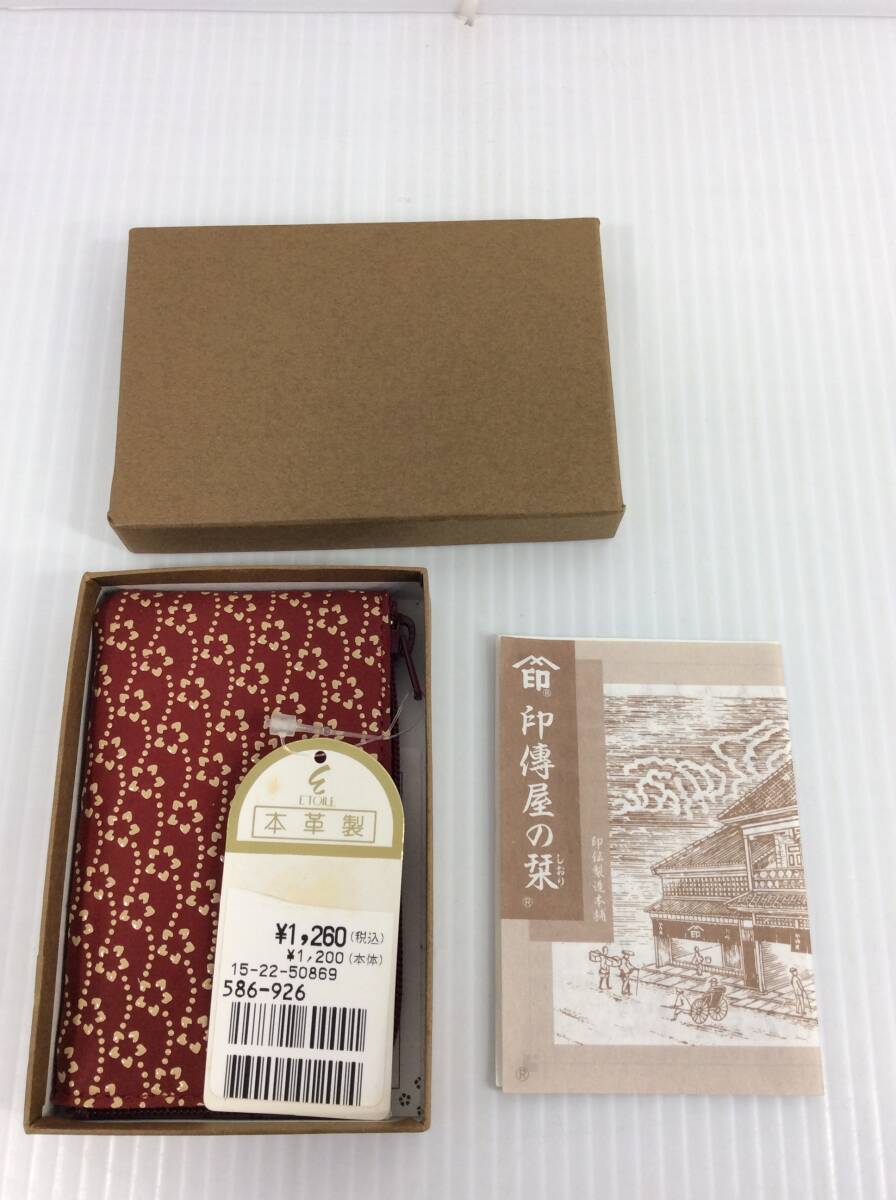 ETOILE
本革製
¥1,260(税込)
¥1,200(本体)
15-22-50869
586-926
印®
印傳屋の栞
しおり
®
印伝製造本舗
印
®